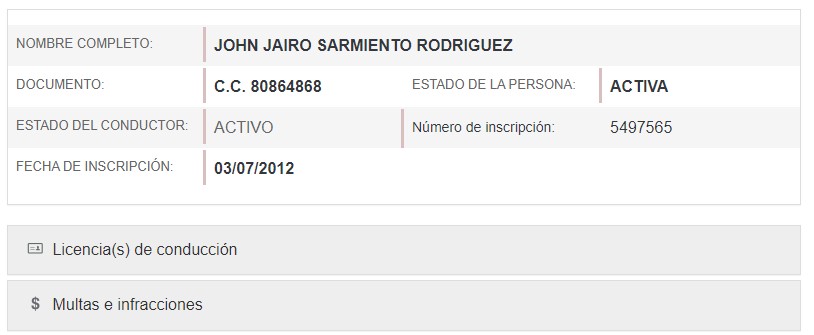 NOMBRE COMPLETO: JOHN JAIRO SARMIENTO RODRIGUEZ
DOCUMENTO: C.C. 80864868 ESTADO DE LA PERSONA: ACTIVA
ESTADO DEL CONDUCTOR: ACTIVO Número de inscripción: 5497565
FECHA DE INSCRIPCIÓN: 03/07/2012
Licencia(s) de conducción
$ Multas e infracciones